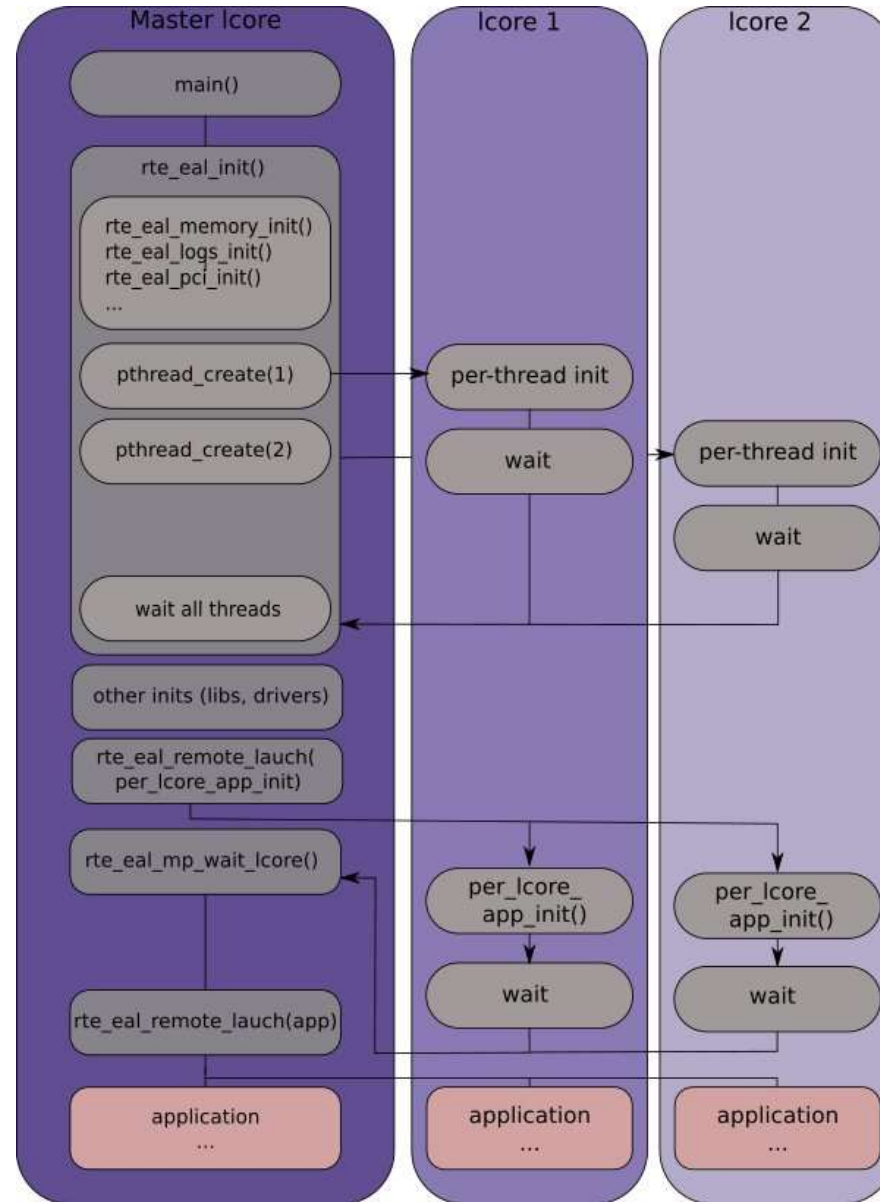 Master lcore
main()
rte_eal_init()
rte_eal_memory_init()
rte_eal_logs_init()
rte_eal_pci_init()
...
pthread_create(1)
pthread_create(2)
wait all threads
other inits (libs, drivers)
rte_eal_remote_lauch(
per_lcore_app_init)
rte_eal_mp_wait_lcore()
rte_eal_remote_lauch(app)
application
...
lcore 1
per-thread init
wait
per_lcore_
app_init()
wait
application
...
lcore 2
per-thread init
wait
per_lcore_
app_init()
wait
application
...